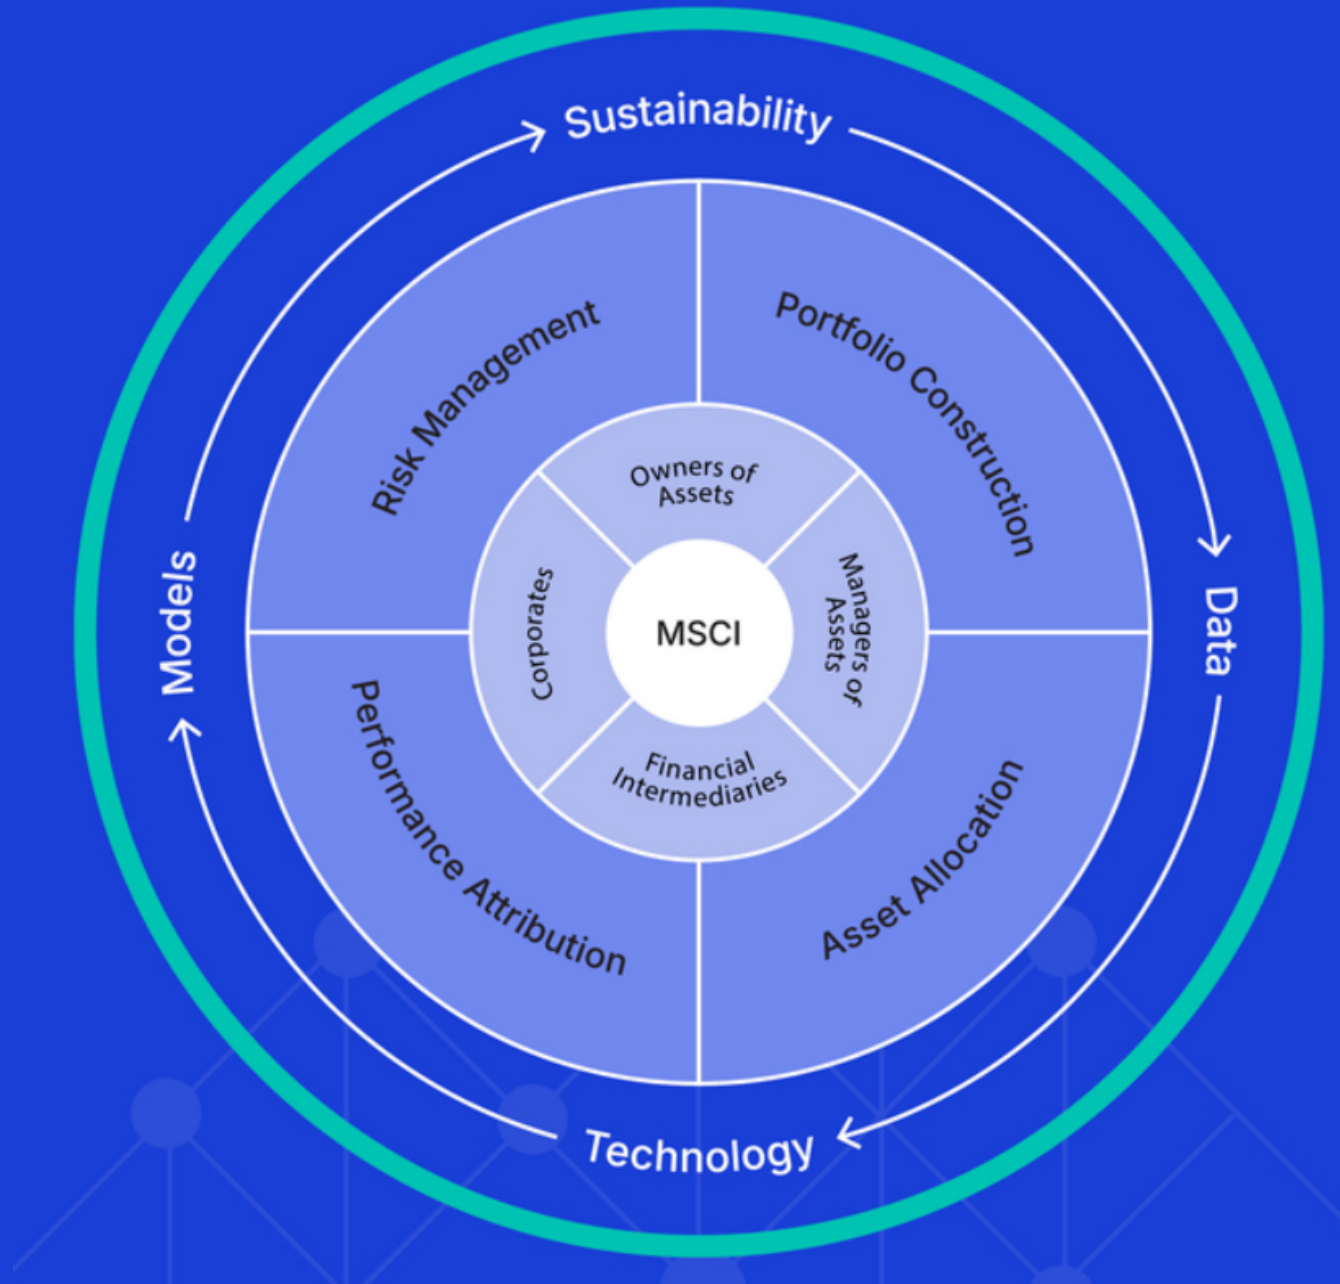 Sustainability
Data
Technology
Models
Risk Management
Portfolio Construction
Asset Allocation
Performance Attribution
Owners of
Assets
Managers of
Assets
Financial
Intermediaries
Corporates
MSCI